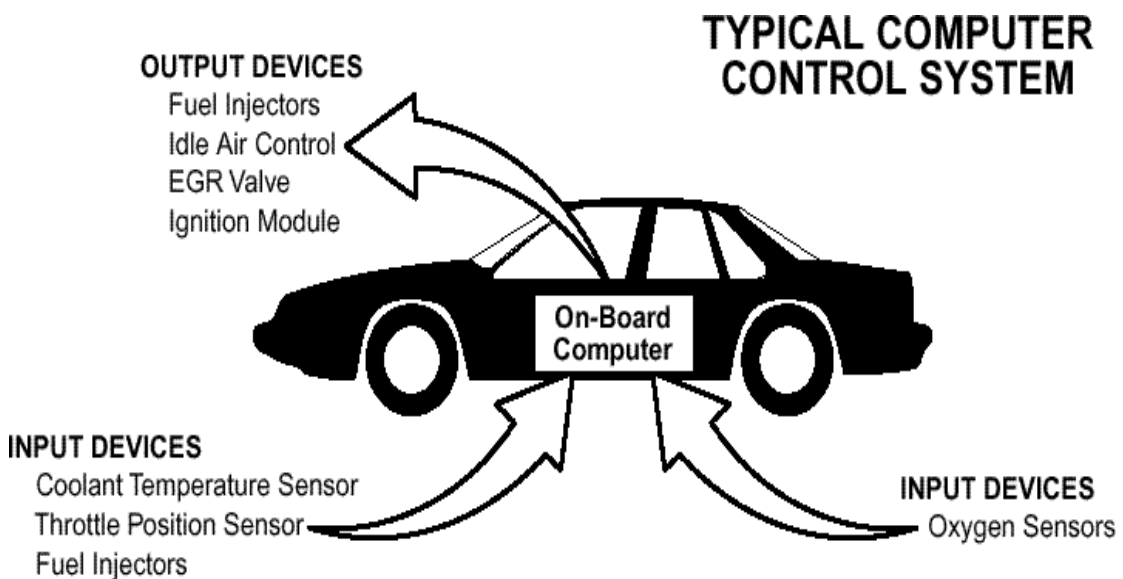 TYPICAL COMPUTER
CONTROL SYSTEM
OUTPUT DEVICES
Fuel Injectors
Idle Air Control
EGR Valve
Ignition Module
On-Board
Computer
INPUT DEVICES
Coolant Temperature Sensor
Throttle Position Sensor
Fuel Injectors
INPUT DEVICES
Oxygen Sensors